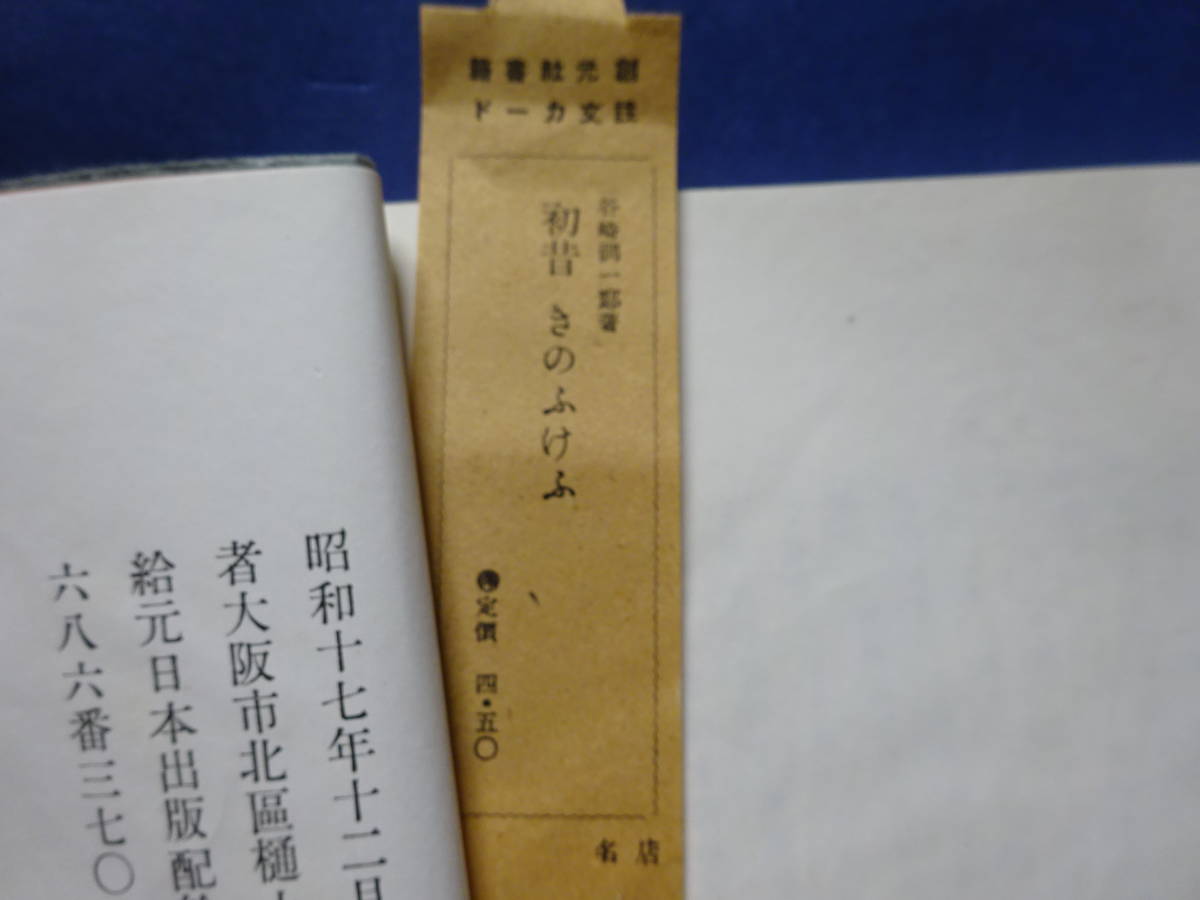 創元社書籍
註文カード
谷崎潤一郎著
初昔 きのふけふ
定價 四・五〇
店名
昭和十七年十二月
者大阪市北區樋
給元日本出版配
六八六番三七〇